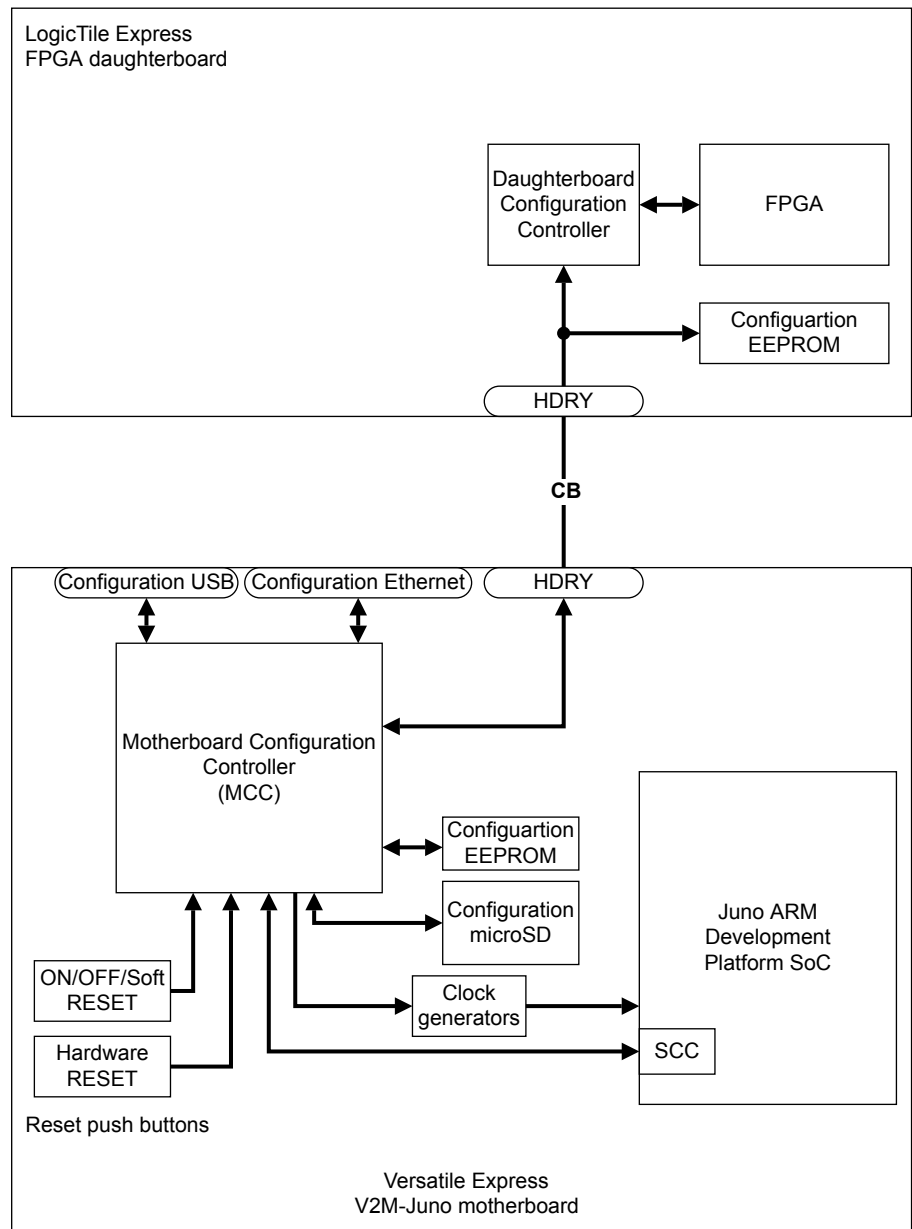 LogicTile Express
FPGA daughterboard
Daughterboard
Configuration
Controller
FPGA
Configuartion
EEPROM
HDRY
CB
Configuration USB
Configuration Ethernet
HDRY
Motherboard Configuration
Controller
(MCC)
Configuartion
EEPROM
Configuration
microSD
Juno ARM
Development
Platform SoC
ON/OFF/Soft
RESET
Clock
generators
Hardware
RESET
SCC
Reset push buttons
Versatile Express
V2M-Juno motherboard